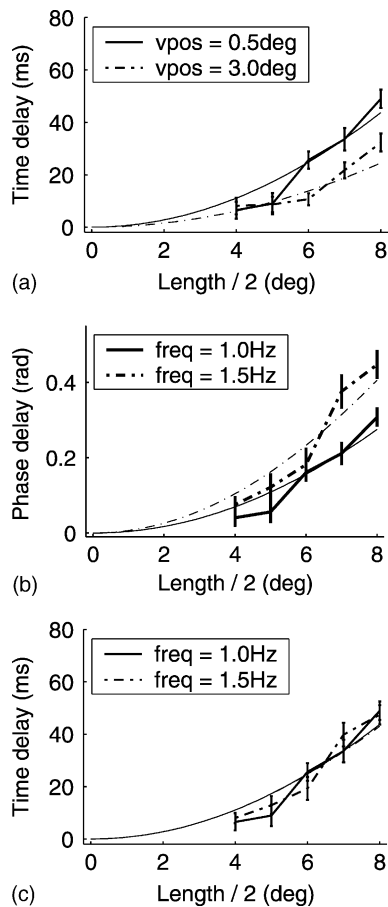 80
60
40
20
0
Time delay (ms)
vpos = 0.5deg
vpos = 3.0deg
0 2 4 6 8
Length / 2 (deg)
(a)
0.4
0.2
0
Phase delay (rad)
freq = 1.0Hz
freq = 1.5Hz
0 2 4 6 8
Length / 2 (deg)
(b)
80
60
40
20
0
Time delay (ms)
freq = 1.0Hz
freq = 1.5Hz
0 2 4 6 8
Length / 2 (deg)
(c)